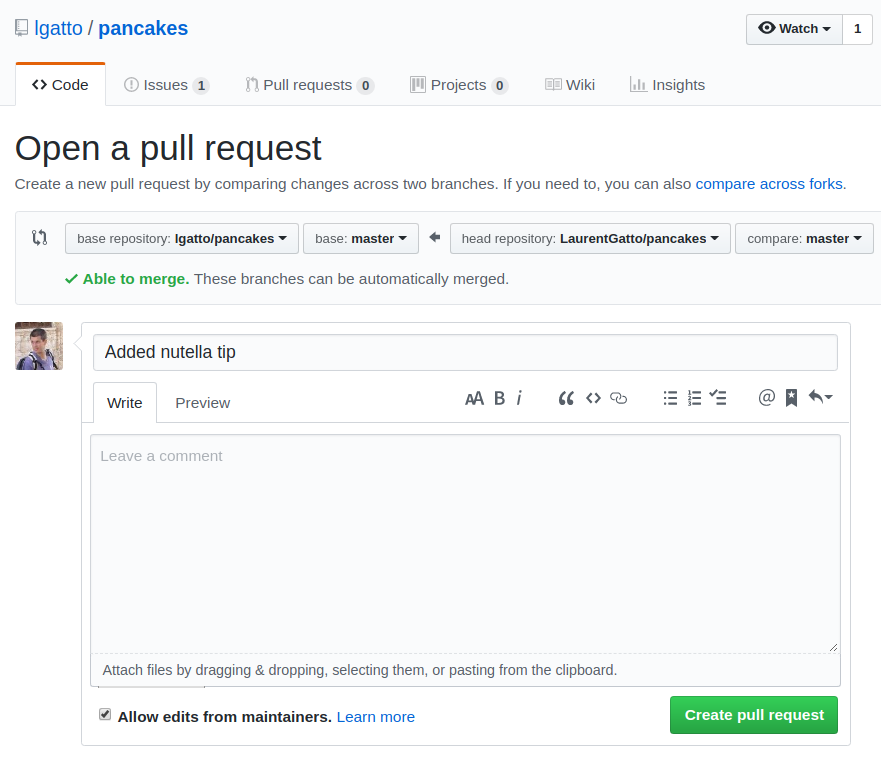 lgatto / pancakes
Watch 1
Code Issues 1 Pull requests 0 Projects 0 Wiki Insights
Open a pull request
Create a new pull request by comparing changes across two branches. If you need to, you can also compare across forks.
base repository: lgatto/pancakes base: master head repository: LaurentGatto/pancakes compare: master
Able to merge. These branches can be automatically merged.
Added nutella tip
Write Preview AA B i
Leave a comment
Attach files by dragging & dropping, selecting them, or pasting from the clipboard.
Allow edits from maintainers. Learn more Create pull request